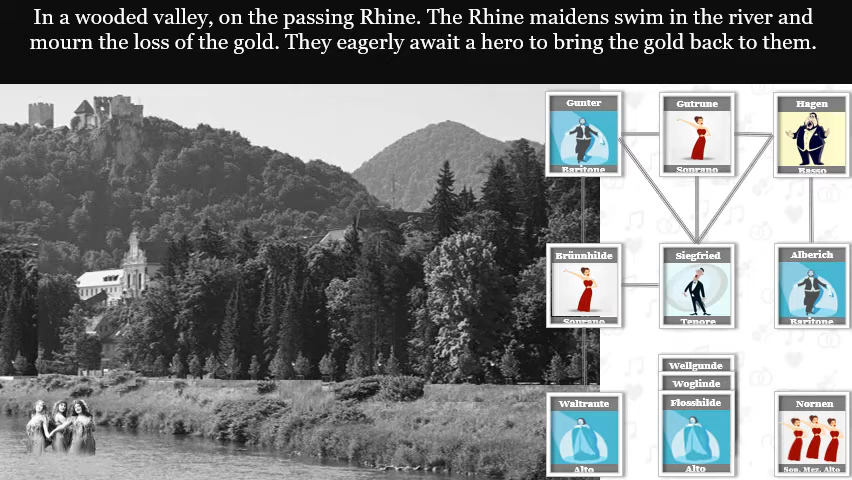 In a wooded valley, on the passing Rhine. The Rhine maidens swim in the river and
mourn the loss of the gold. They eagerly await a hero to bring the gold back to them.
Gunter
Baritone
Gutrune
Soprano
Hagen
Basso
Brünnhilde
Soprano
Siegfried
Tenore
Alberich
Baritone
Wellgunde
Woglinde
Flosshilde
Alto
Waltraute
Alto
Nornen
Sop, Mez, Alto